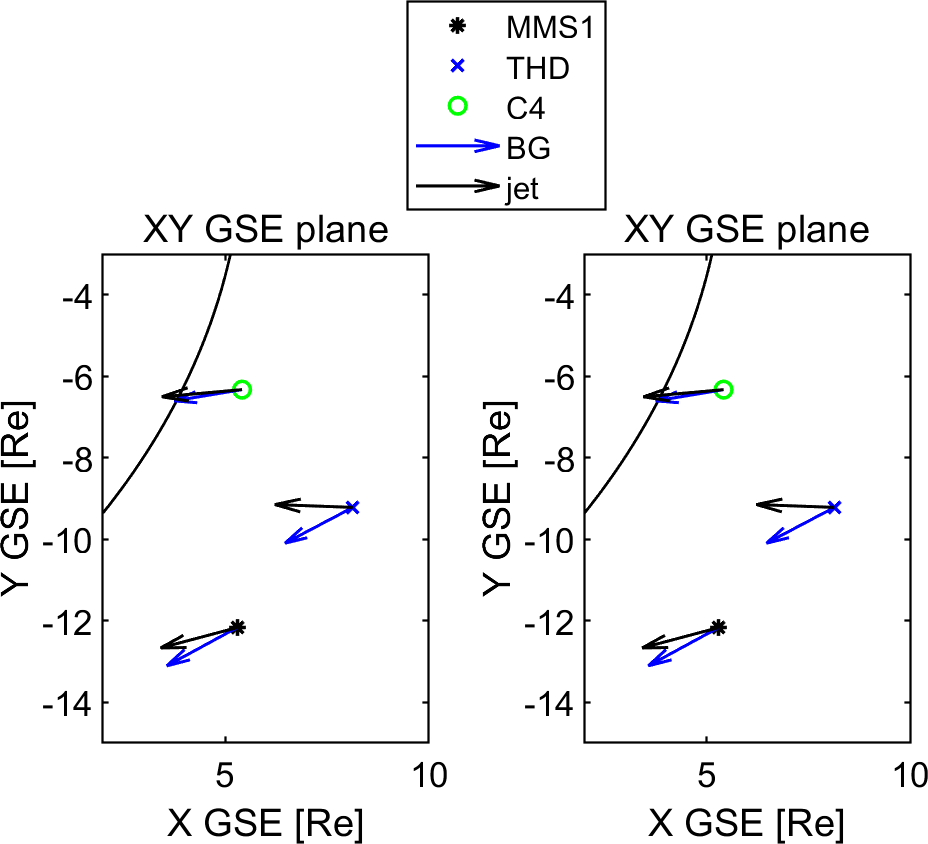 MMS1
THD
C4
BG
jet
XY GSE plane
-4
-6
-8
-10
-12
-14
Y GSE [Re]
5
10
X GSE [Re]
XY GSE plane
-4
-6
-8
-10
-12
-14
Y GSE [Re]
5
10
X GSE [Re]